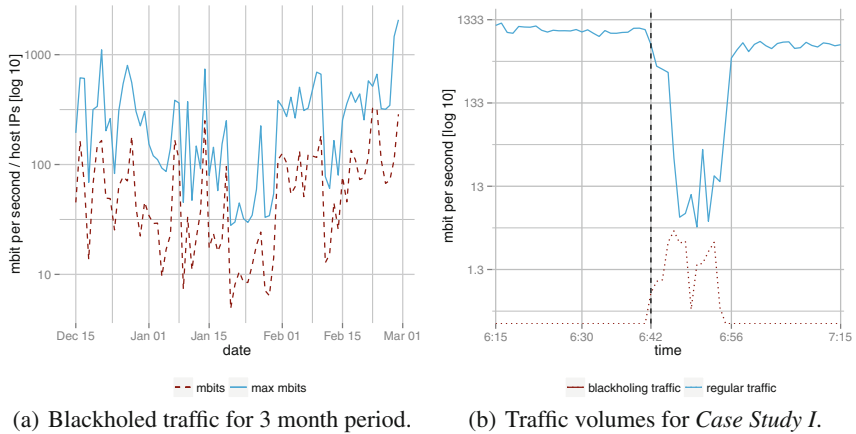 mbit per second / host IPs [log 10]
1000
100
10
Dec 15
Jan 01
Jan 15
Feb 01
Feb 15
Mar 01
date
mbits
max mbits
(a) Blackholed traffic for 3 month period.
mbit per second [log 10]
1333
133
13
1.3
6:15
6:30
6:42
6:56
7:15
time
blackholing traffic
regular traffic
(b) Traffic volumes for Case Study I.